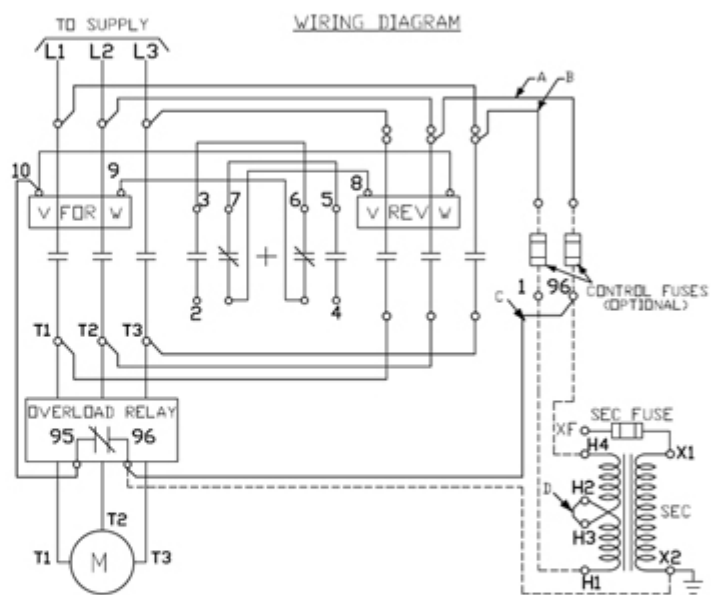 WIRING DIAGRAM
TO SUPPLY
L1 L2 L3
A B
10 9 3 7 6 5 8
V FOR W
V REV W
2 4
1 96
CONTROL FUSES
(OPTIONAL)
C
T1 T2 T3
OVERLOAD RELAY
95 96
SEC FUSE
XF
H4 X1
D H2
SEC
H3
T2
T1 M T3
H1 X2